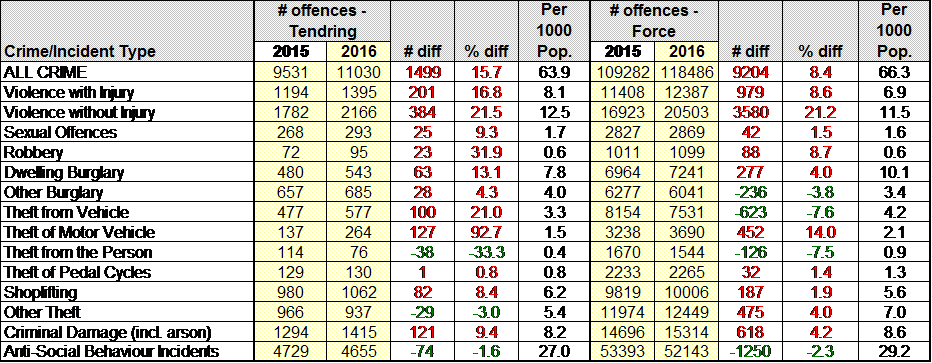 # offences - Tendring Per 1000 Pop. # offences - Force Per 1000 Pop.
Crime/Incident Type 2015 2016 # diff % diff 2015 2016 # diff % diff
ALL CRIME 9531 11030 1499 15.7 63.9 109282 118486 9204 8.4 66.3
Violence with Injury 1194 1395 201 16.8 8.1 11408 12387 979 8.6 6.9
Violence without Injury 1782 2166 384 21.5 12.5 16923 20503 3580 21.2 11.5
Sexual Offences 268 293 25 9.3 1.7 2827 2869 42 1.5 1.6
Robbery 72 95 23 31.9 0.6 1011 1099 88 8.7 0.6
Dwelling Burglary 480 543 63 13.1 7.8 6964 7241 277 4.0 10.1
Other Burglary 657 685 28 4.3 4.0 6277 6041 -236 -3.8 3.4
Theft from Vehicle 477 577 100 21.0 3.3 8154 7531 -623 -7.6 4.2
Theft of Motor Vehicle 137 264 127 92.7 1.5 3238 3690 452 14.0 2.1
Theft from the Person 114 76 -38 -33.3 0.4 1670 1544 -126 -7.5 0.9
Theft of Pedal Cycles 129 130 1 0.8 0.8 2233 2265 32 1.4 1.3
Shoplifting 980 1062 82 8.4 6.2 9819 10006 187 1.9 5.6
Other Theft 966 937 -29 -3.0 5.4 11974 12449 475 4.0 7.0
Criminal Damage (incl. arson) 1294 1415 121 9.4 8.2 14696 15314 618 4.2 8.6
Anti-Social Behaviour Incidents 4729 4655 -74 -1.6 27.0 53393 52143 -1250 -2.3 29.2